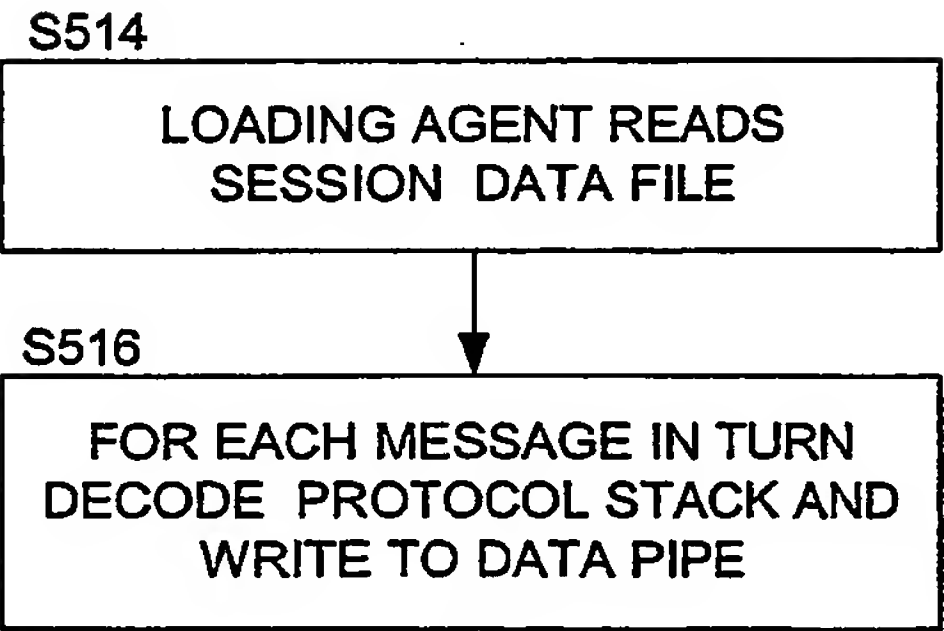 S514
LOADING AGENT READS
SESSION DATA FILE
S516
FOR EACH MESSAGE IN TURN
DECODE PROTOCOL STACK AND
WRITE TO DATA PIPE